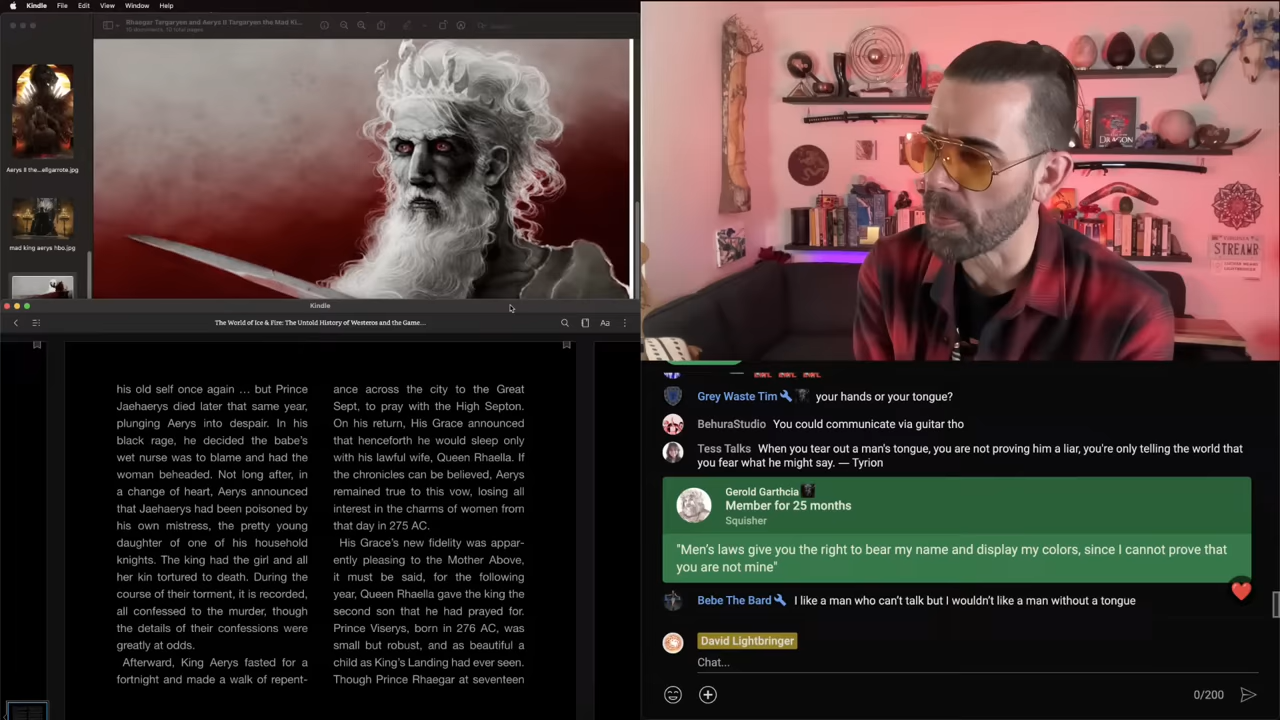 Kindle File Edit View Window Help
Rhaegar Targaryen and Aerys II Targaryen the Mad Ki...
Aerys II the...ellgarrote.jpg
mad king aerys hbo.jpg
Kindle
The World of Ice & Fire: The Untold History of Westeros and the Game...
Aa
his old self once again ... but Prince
Jaehaerys died later that same year,
plunging Aerys into despair. In his
black rage, he decided the babe's
wet nurse was to blame and had the
woman beheaded. Not long after, in
a change of heart, Aerys announced
that Jaehaerys had been poisoned by
his own mistress, the pretty young
daughter of one of his household
knights. The king had the girl and all
her kin tortured to death. During the
course of their torment, it is recorded,
all confessed to the murder, though
the details of their confessions were
greatly at odds.
Afterward, King Aerys fasted for a
fortnight and made a walk of repent-
ance across the city to the Great
Sept, to pray with the High Septon.
On his return, His Grace announced
that henceforth he would sleep only
with his lawful wife, Queen Rhaella. If
the chronicles can be believed, Aerys
remained true to this vow, losing all
interest in the charms of women from
that day in 275 AC.
His Grace's new fidelity was appar-
ently pleasing to the Mother Above,
it must be said, for the following
year, Queen Rhaella gave the king the
second son that he had prayed for.
Prince Viserys, born in 276 AC, was
small but robust, and as beautiful a
child as King's Landing had ever seen.
Though Prince Rhaegar at seventeen
DRAGON
STREAWR
Grey Waste Tim your hands or your tongue?
BehuraStudio You could communicate via guitar tho
Tess Talks When you tear out a man's tongue, you are not proving him a liar, you're only telling the world that
you fear what he might say. — Tyrion
Gerold Garthcia
Member for 25 months
Squisher
"Men's laws give you the right to bear my name and display my colors, since I cannot prove that
you are not mine"
Bebe The Bard I like a man who can't talk but I wouldn't like a man without a tongue
David Lightbringer
Chat...
0/200